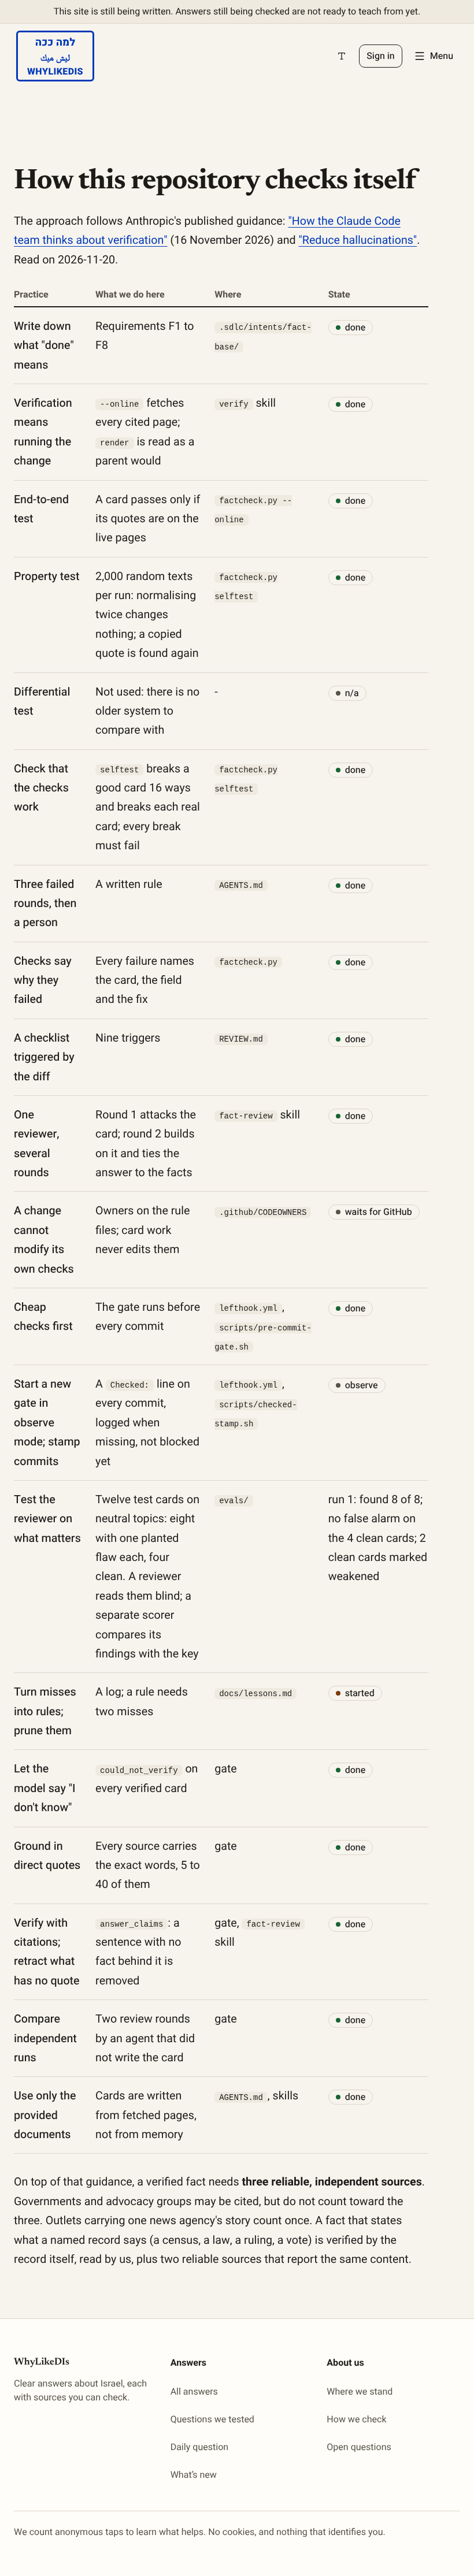 This site is still being written. Answers still being checked are not ready to teach from yet.
למה ככה
ليش هيك
WHYLIKEDIS
T
Sign in
Menu
How this repository checks itself
The approach follows Anthropic's published guidance: "How the Claude Code
team thinks about verification" (16 November 2026) and "Reduce hallucinations".
Read on 2026-11-20.
Practice What we do here Where State
Write down
what "done"
means
Requirements F1 to
F8
.sdlc/intents/fact-
base/
done
Verification
means
running the
change
--online fetches
every cited page;
render is read as a
parent would
verify skill
done
End-to-end
test
A card passes only if
its quotes are on the
live pages
factcheck.py --
online
done
Property test
2,000 random texts
per run: normalising
twice changes
nothing; a copied
quote is found again
factcheck.py
selftest
done
Differential
test
Not used: there is no
older system to
compare with
-
n/a
Check that
the checks
work
selftest breaks a
good card 16 ways
and breaks each real
card; every break
must fail
factcheck.py
selftest
done
Three failed
rounds, then
a person
A written rule
AGENTS.md
done
Checks say
why they
failed
Every failure names
the card, the field
and the fix
factcheck.py
done
A checklist
triggered by
the diff
Nine triggers
REVIEW.md
done
One
reviewer,
several
rounds
Round 1 attacks the
card; round 2 builds
on it and ties the
answer to the facts
fact-review skill
done
A change
cannot
modify its
own checks
Owners on the rule
files; card work
never edits them
.github/CODEOWNERS
waits for GitHub
Cheap
checks first
The gate runs before
every commit
lefthook.yml ,
scripts/pre-commit-
gate.sh
done
Start a new
gate in
observe
mode; stamp
commits
A Checked: line on
every commit,
logged when
missing, not blocked
yet
lefthook.yml ,
scripts/checked-
stamp.sh
observe
Test the
reviewer on
what matters
Twelve test cards on
neutral topics: eight
with one planted
flaw each, four
clean. A reviewer
reads them blind; a
separate scorer
compares its
findings with the key
evals/
run 1: found 8 of 8;
no false alarm on
the 4 clean cards; 2
clean cards marked
weakened
Turn misses
into rules;
prune them
A log; a rule needs
two misses
docs/lessons.md
started
Let the
model say "I
don't know"
could_not_verify on
every verified card
gate
done
Ground in
direct quotes
Every source carries
the exact words, 5 to
40 of them
gate
done
Verify with
citations;
retract what
has no quote
answer_claims : a
sentence with no
fact behind it is
removed
gate, fact-review
skill
done
Compare
independent
runs
Two review rounds
by an agent that did
not write the card
gate
done
Use only the
provided
documents
Cards are written
from fetched pages,
not from memory
AGENTS.md , skills
done
On top of that guidance, a verified fact needs three reliable, independent sources.
Governments and advocacy groups may be cited, but do not count toward the
three. Outlets carrying one news agency's story count once. A fact that states
what a named record says (a census, a law, a ruling, a vote) is verified by the
record itself, read by us, plus two reliable sources that report the same content.
WhyLikeDIs
Clear answers about Israel, each
with sources you can check.
Answers
All answers
Questions we tested
Daily question
What's new
About us
Where we stand
How we check
Open questions
We count anonymous taps to learn what helps. No cookies, and nothing that identifies you.